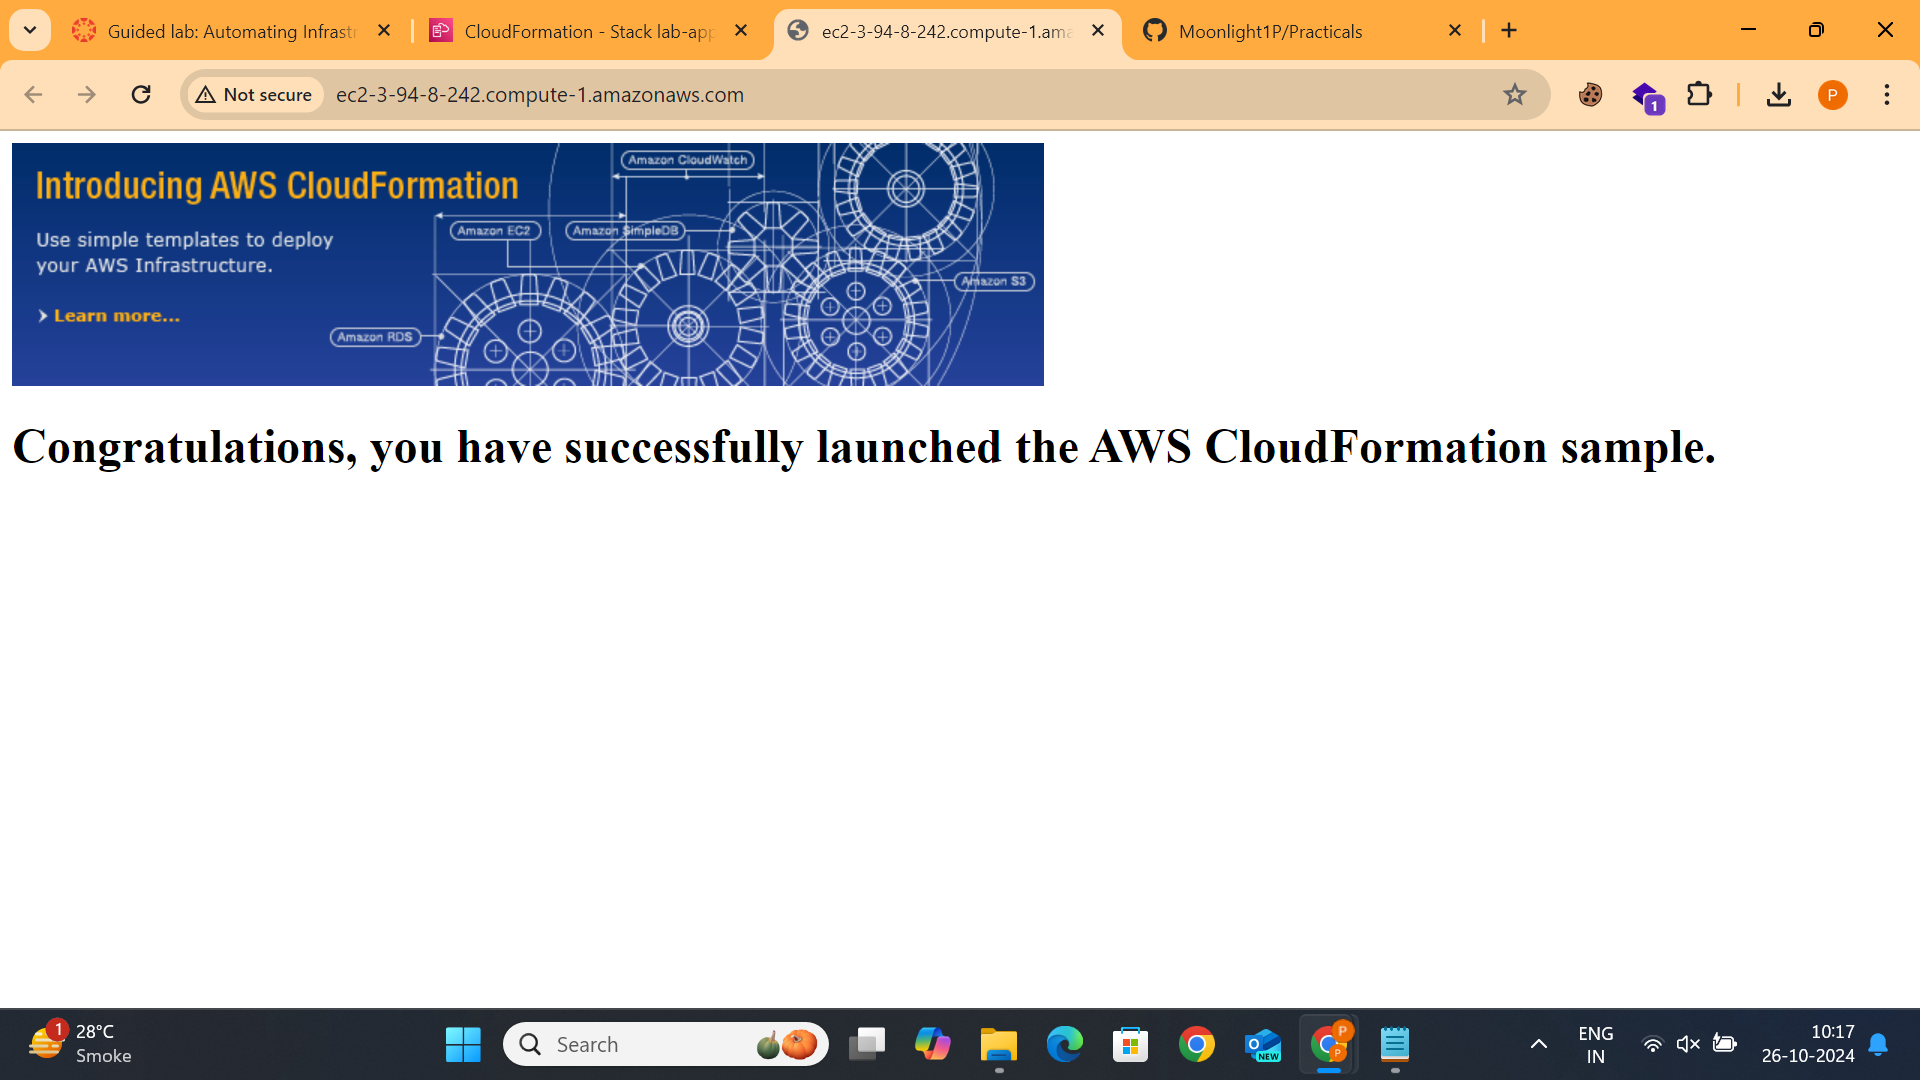 Guided lab: Automating Infrastr
CloudFormation - Stack lab-app
ec2-3-94-8-242.compute-1.ama
Moonlight1P/Practicals
Not secure
ec2-3-94-8-242.compute-1.amazonaws.com
1
P
Introducing AWS CloudFormation
Use simple templates to deploy
your AWS Infrastructure.
Learn more...
Amazon CloudWatch
Amazon EC2
Amazon SimpleDB
Amazon S3
Amazon RDS
Congratulations, you have successfully launched the AWS CloudFormation sample.
1
28°C
Smoke
Search
NEW
P
P
ENG
IN
10:17
26-10-2024